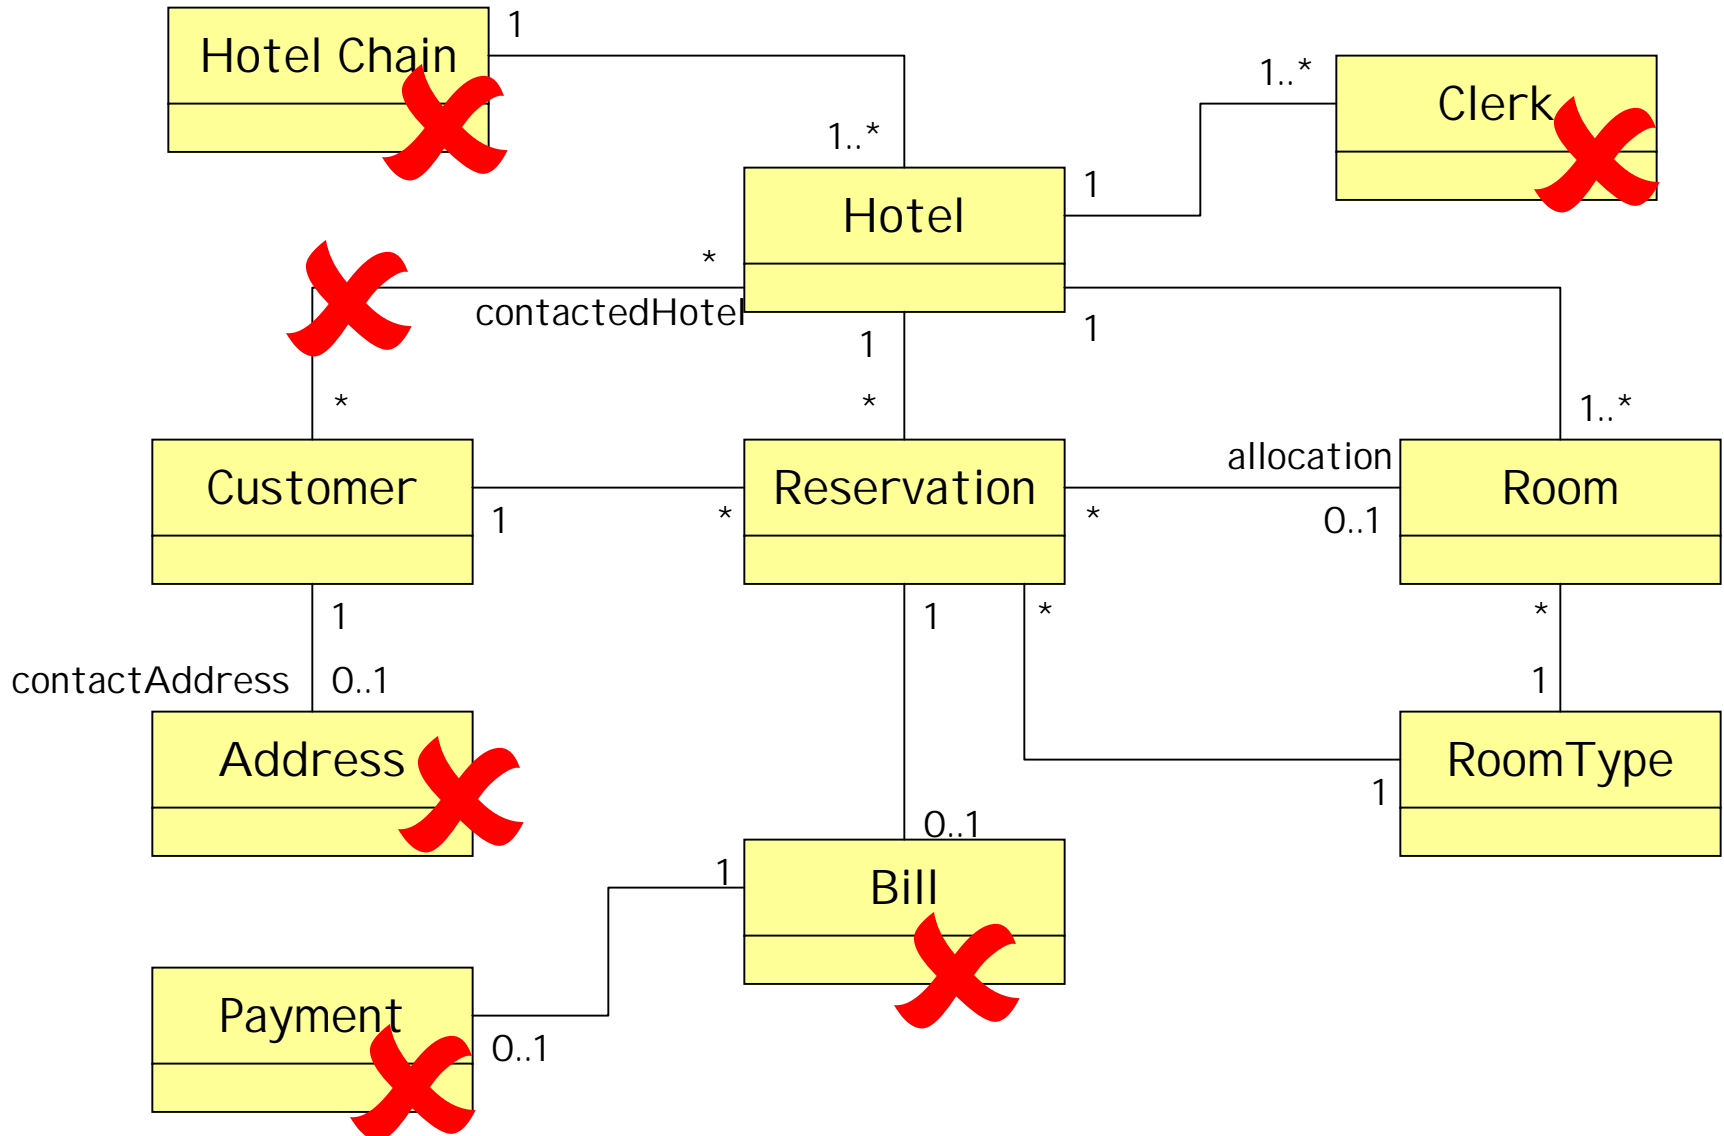 Hotel Chain
1
1..*
Clerk
1..*
Hotel
1
*
contactedHotel
1
1
*
*
1..*
allocation
Customer
Reservation
Room
1
*
*
0..1
1
1
*
*
contactAddress
0..1
1
Address
RoomType
1
0..1
1
Bill
Payment
0..1